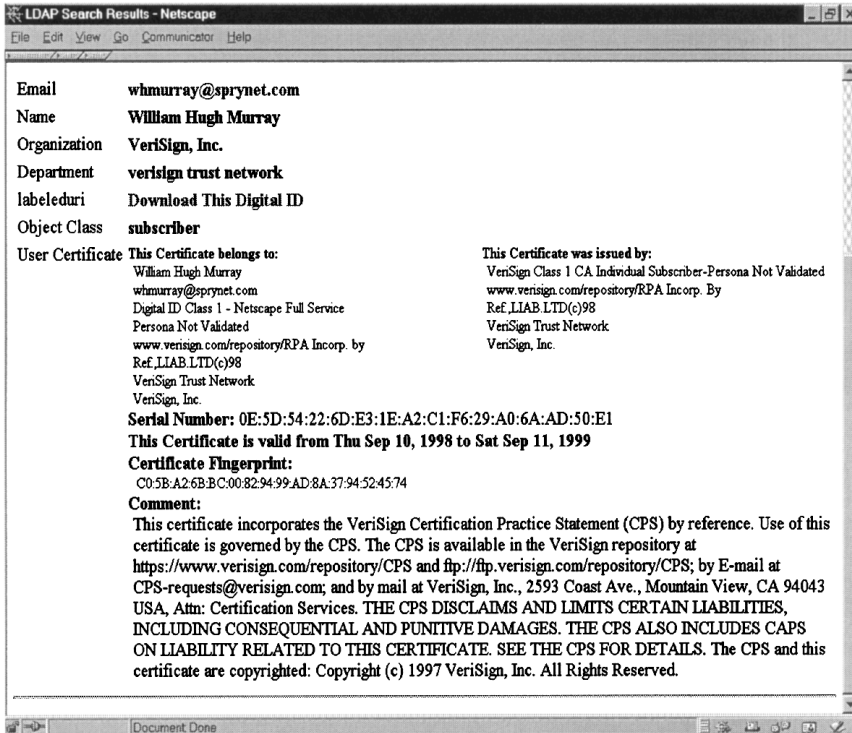 LDAP Search Results - Netscape
File Edit View Go Communicator Help
Email whmurray@sprynet.com
Name William Hugh Murray
Organization VeriSign, Inc.
Department verisign trust network
labeleduri Download This Digital ID
Object Class subscriber
User Certificate This Certificate belongs to: This Certificate was issued by:
William Hugh Murray VeriSign Class 1 CA Individual Subscriber-Persona Not Validated
whmurray@sprynet.com www.verisign.com/repository/RPA Incorp. By
Digital ID Class 1 - Netscape Full Service Ref.,LIAB.LTD(c)98
Persona Not Validated VeriSign Trust Network
www.verisign.com/repository/RPA Incorp. by VeriSign, Inc.
Ref.,LIAB.LTD(c)98
VeriSign Trust Network
VeriSign, Inc.
Serial Number: 0E:5D:54:22:6D:E3:1E:A2:C1:F6:29:A0:6A:AD:50:E1
This Certificate is valid from Thu Sep 10, 1998 to Sat Sep 11, 1999
Certificate Fingerprint:
C0:5B:A2:6B:BC:00:82:94:99:AD:8A:37:94:52:45:74
Comment:
This certificate incorporates the VeriSign Certification Practice Statement (CPS) by reference. Use of this
certificate is governed by the CPS. The CPS is available in the VeriSign repository at
https://www.verisign.com/repository/CPS and ftp://ftp.verisign.com/repository/CPS; by E-mail at
CPS-requests@verisign.com; and by mail at VeriSign, Inc., 2593 Coast Ave., Mountain View, CA 94043
USA, Attn: Certification Services. THE CPS DISCLAIMS AND LIMITS CERTAIN LIABILITIES,
INCLUDING CONSEQUENTIAL AND PUNITIVE DAMAGES. THE CPS ALSO INCLUDES CAPS
ON LIABILITY RELATED TO THIS CERTIFICATE. SEE THE CPS FOR DETAILS. The CPS and this
certificate are copyrighted: Copyright (c) 1997 VeriSign, Inc. All Rights Reserved.
Document Done